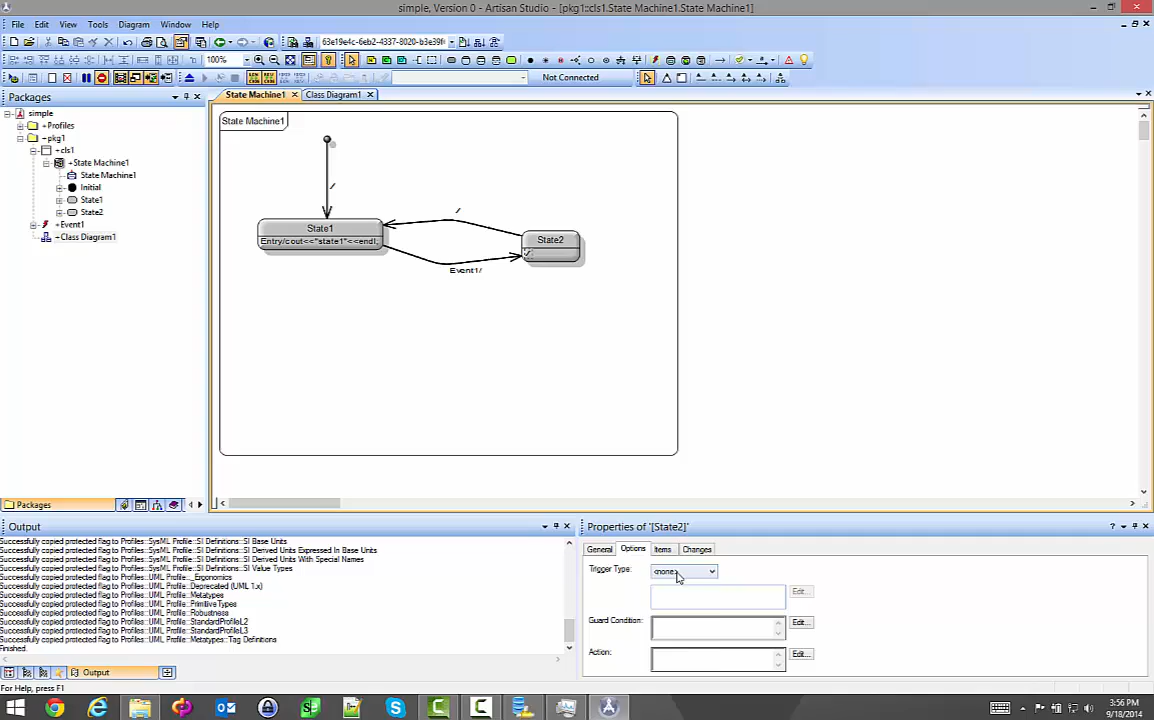 simple, Version 0 - Artisan Studio - [pkg1::cls1.State Machine1.State Machine1]
File Edit View Tools Diagram Window Help
100%
Not Connected
Packages
simple
+Profiles
+pkg1
+cls1
+State Machine1
State Machine1
Initial
State1
State2
+Event1
+Class Diagram1
Packages
State Machine1
Class Diagram1
State Machine1
/
State1
Entry/cout<<"state1"<<endl;
/
State2
/
Event1/
Output
Successfully copied protected flag to Profiles::SysML Profile::SI Definitions::SI Base Units
Successfully copied protected flag to Profiles::SysML Profile::SI Definitions::SI Derived Units Expressed In Base Units
Successfully copied protected flag to Profiles::SysML Profile::SI Definitions::SI Derived Units With Special Names
Successfully copied protected flag to Profiles::SysML Profile::SI Definitions::SI Value Types
Successfully copied protected flag to Profiles::UML Profile::_Ergonomics
Successfully copied protected flag to Profiles::UML Profile::Deprecated (UML 1.x)
Successfully copied protected flag to Profiles::UML Profile::Metatypes
Successfully copied protected flag to Profiles::UML Profile::PrimitiveTypes
Successfully copied protected flag to Profiles::UML Profile::Robustness
Successfully copied protected flag to Profiles::UML Profile::StandardProfileL2
Successfully copied protected flag to Profiles::UML Profile::StandardProfileL3
Successfully copied protected flag to Profiles::UML Profile::Metatypes::Tag Definitions
Finished.
Output
Properties of '[State2]'
General Options Items Changes
Trigger Type: <none>
Edit...
Guard Condition: Edit...
Action: Edit...
For Help, press F1
3:56 PM
9/18/2014